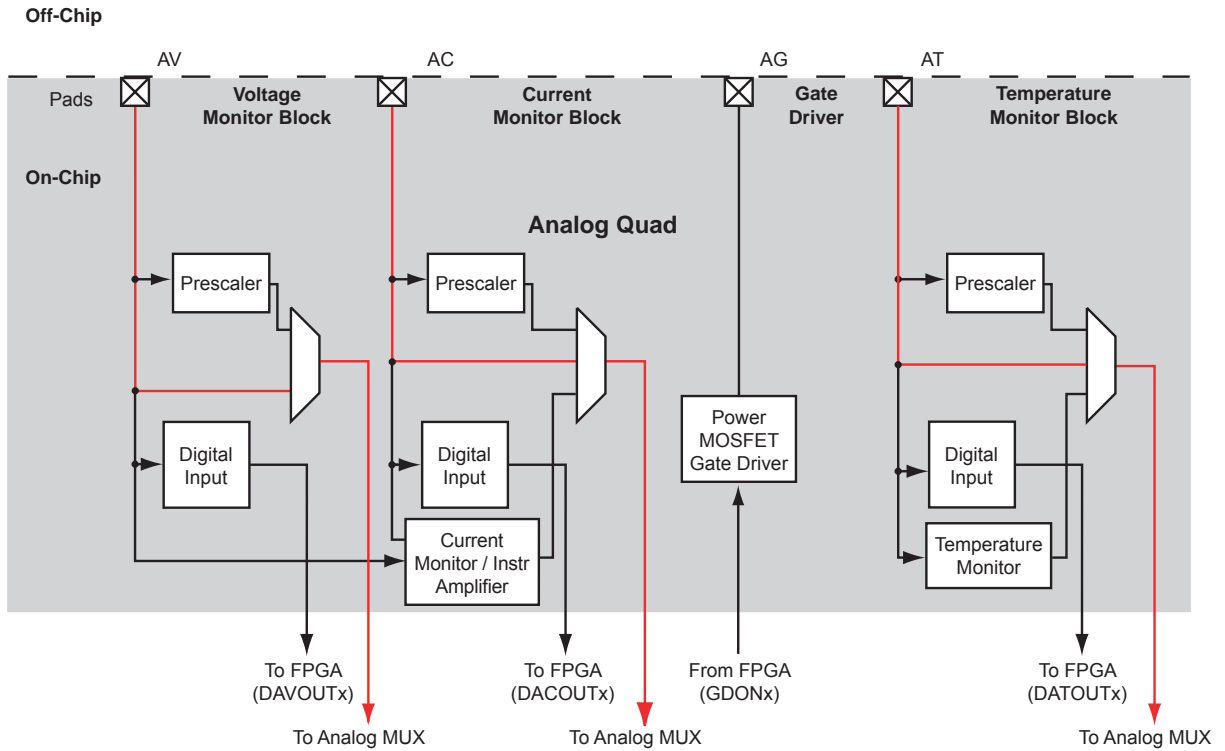 Off-Chip
AV
AC
AG
AT
Pads
Voltage
Monitor Block
Current
Monitor Block
Gate
Driver
Temperature
Monitor Block
On-Chip
Analog Quad
Prescaler
Prescaler
Prescaler
Digital
Input
Digital
Input
Power
MOSFET
Gate Driver
Digital
Input
Current
Monitor / Instr
Amplifier
Temperature
Monitor
To FPGA
(DAVOUTx)
To FPGA
(DACOUTx)
From FPGA
(GDONx)
To FPGA
(DATOUTx)
To Analog MUX
To Analog MUX
To Analog MUX